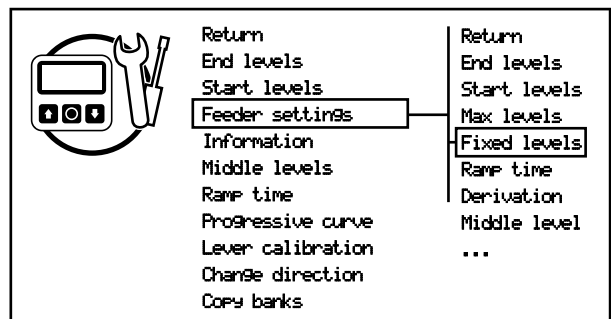 Return
End levels
Start levels
Feeder settings
Information
Middle levels
Ramp time
Progressive curve
Lever calibration
Change direction
Copy banks
Return
End levels
Start levels
Max levels
Fixed levels
Ramp time
Derivation
Middle level
...